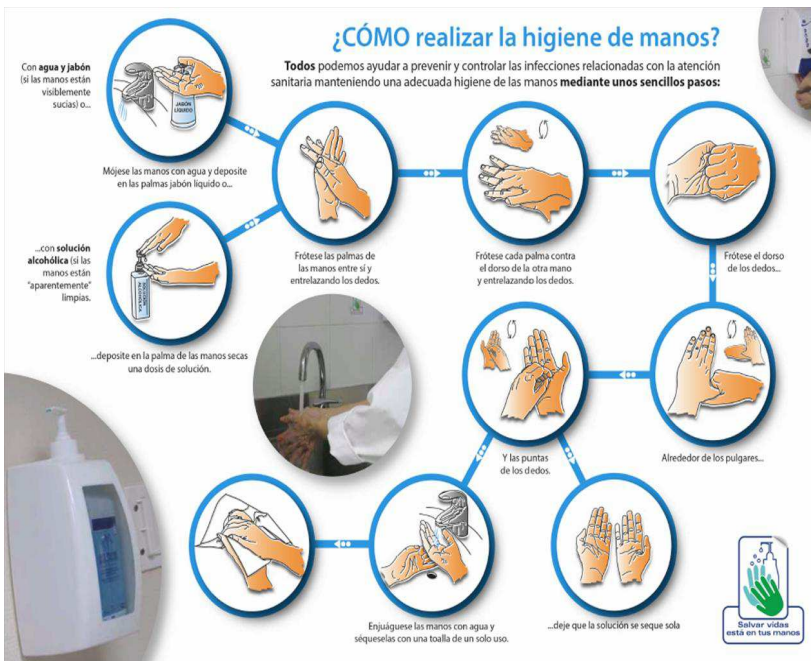 ¿CÓMO realizar la higiene de manos?
Todos podemos ayudar a prevenir y controlar las infecciones relacionadas con la atención
sanitaria manteniendo una adecuada higiene de las manos mediante unos sencillos pasos:
Con agua y jabón
(si las manos están
visiblemente
sucias) o...
JABÓN
LÍQUIDO
Mójese las manos con agua y deposite
en las palmas jabón líquido o...
...con solución
alcohólica (si las
manos están
"aparentemente"
limpias.
SOLUCIÓN
ALCOHÓLICA
...deposite en la palma de las manos secas
una dosis de solución.
Frótese las palmas de
las manos entre sí y
entrelazando los dedos.
Frótese cada palma contra
el dorso de la otra mano
y entrelazando los dedos.
Frótese el dorso
de los dedos...
Alrededor de los pulgares...
Y las puntas
de los dedos.
Enjuáguese las manos con agua y
séqueselas con una toalla de un solo uso.
...deje que la solución se seque sola
Salvar vidas
está en tus manos